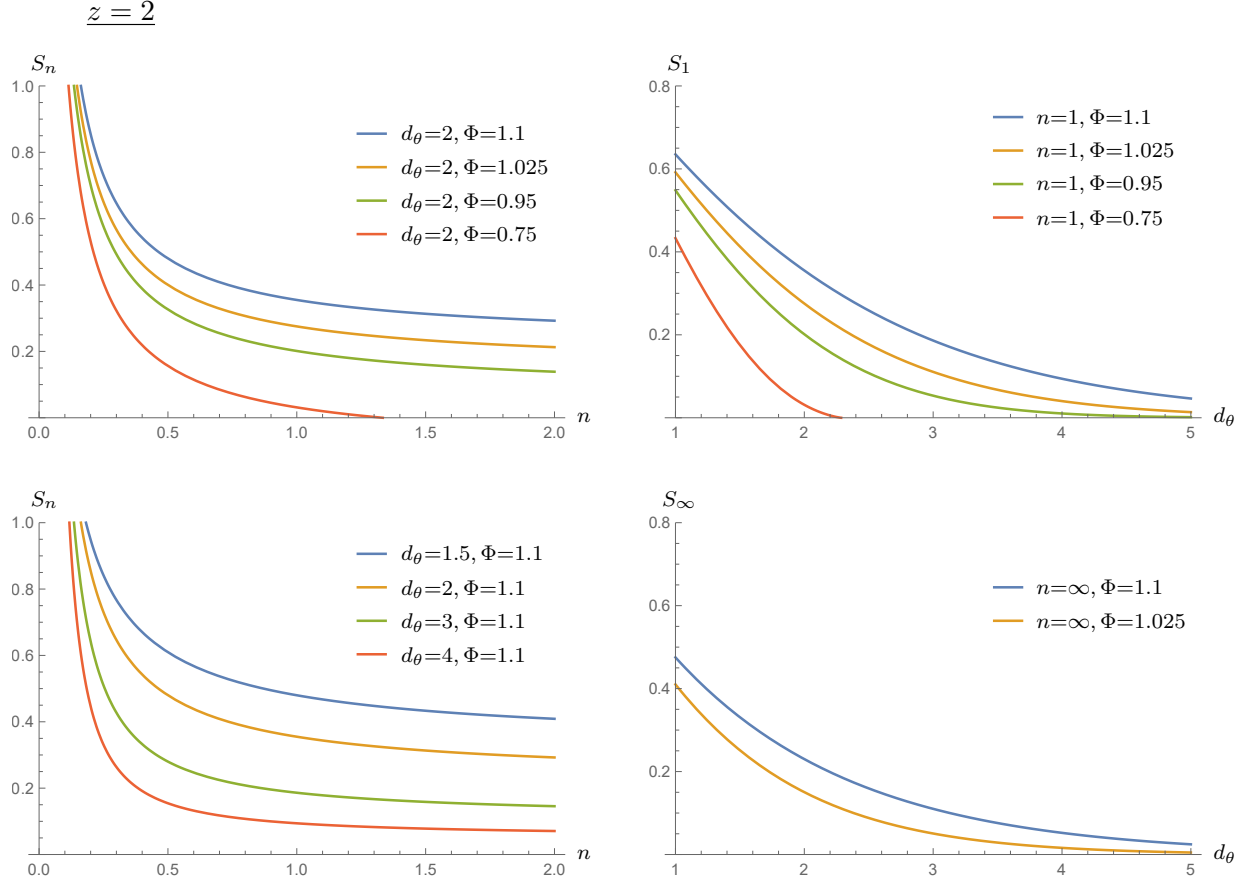 z = 2
S_n
1.0
0.8
0.6
0.4
0.2
0.0 0.5 1.0 1.5 2.0
n
d_θ=2, Φ=1.1
d_θ=2, Φ=1.025
d_θ=2, Φ=0.95
d_θ=2, Φ=0.75
S_1
0.8
0.6
0.4
0.2
1 2 3 4 5
d_θ
n=1, Φ=1.1
n=1, Φ=1.025
n=1, Φ=0.95
n=1, Φ=0.75
S_n
1.0
0.8
0.6
0.4
0.2
0.0 0.5 1.0 1.5 2.0
n
d_θ=1.5, Φ=1.1
d_θ=2, Φ=1.1
d_θ=3, Φ=1.1
d_θ=4, Φ=1.1
S_∞
0.8
0.6
0.4
0.2
1 2 3 4 5
d_θ
n=∞, Φ=1.1
n=∞, Φ=1.025